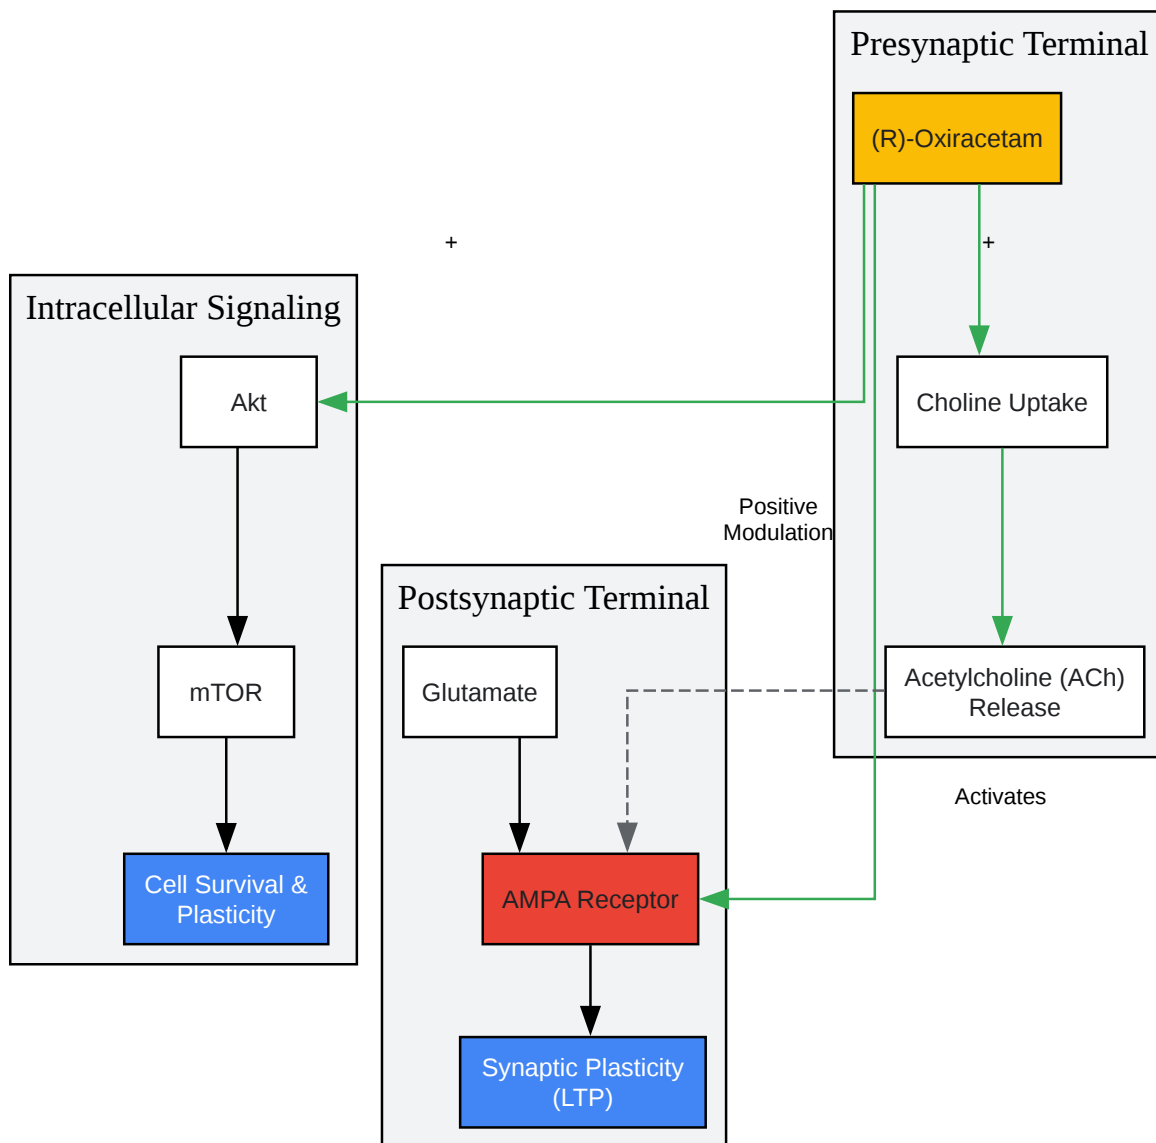 Presynaptic Terminal
(R)-Oxiracetam
+
+
Intracellular Signaling
Akt
Choline Uptake
Positive
Modulation
Postsynaptic Terminal
mTOR
Glutamate
Acetylcholine (ACh)
Release
Activates
Cell Survival &
Plasticity
AMPA Receptor
Synaptic Plasticity
(LTP)